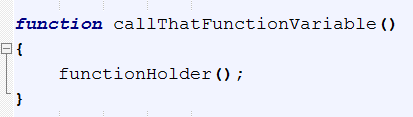 function callThatFunctionVariable()
{
    functionHolder();
}